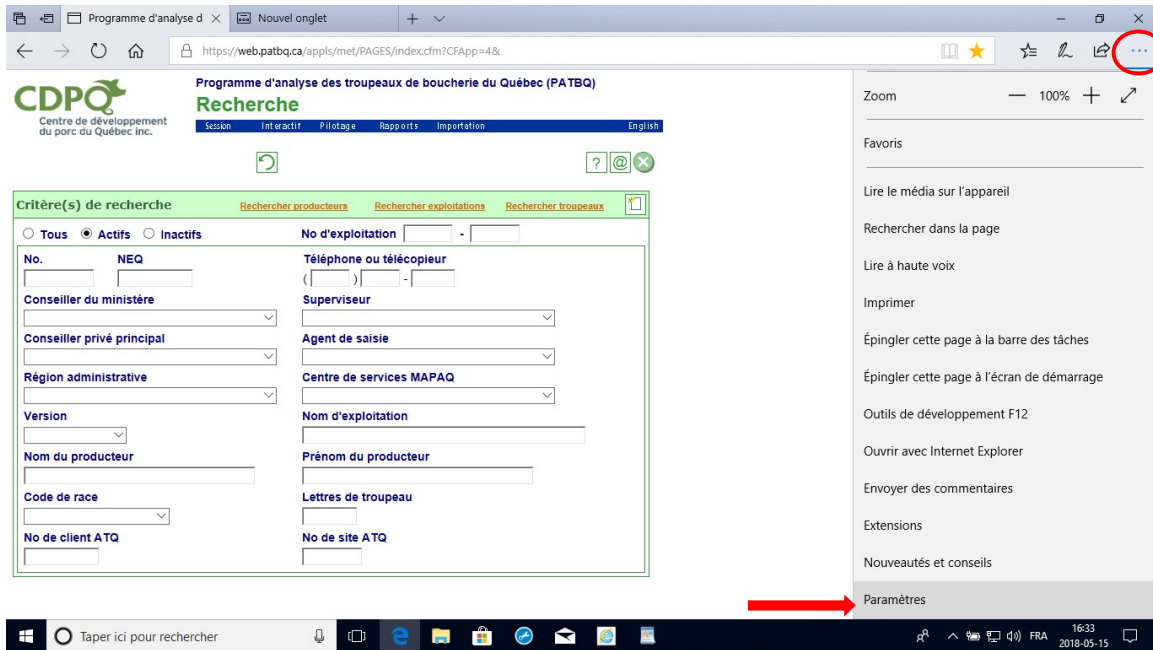 Programme d'analyse d
Nouvel onglet
https://web.patbq.ca/appls/met/PAGES/index.cfm?CFApp=4&
CDPQ
Centre de développement
du porc du Québec inc.
Programme d'analyse des troupeaux de boucherie du Québec (PATBQ)
Recherche
Session Interactif Pilotage Rapports Importation English
? @
Critère(s) de recherche Rechercher producteurs Rechercher exploitations Rechercher troupeaux
Tous Actifs Inactifs No d'exploitation -
No. NEQ Téléphone ou télécopieur
( ) -
Conseiller du ministère Superviseur
Conseiller privé principal Agent de saisie
Région administrative Centre de services MAPAQ
Version Nom d'exploitation
Nom du producteur Prénom du producteur
Code de race Lettres de troupeau
No de client ATQ No de site ATQ
Zoom 100%
Favoris
Lire le média sur l'appareil
Rechercher dans la page
Lire à haute voix
Imprimer
Épingler cette page à la barre des tâches
Épingler cette page à l'écran de démarrage
Outils de développement F12
Ouvrir avec Internet Explorer
Envoyer des commentaires
Extensions
Nouveautés et conseils
Paramètres
Taper ici pour rechercher
FRA
16:33
2018-05-15